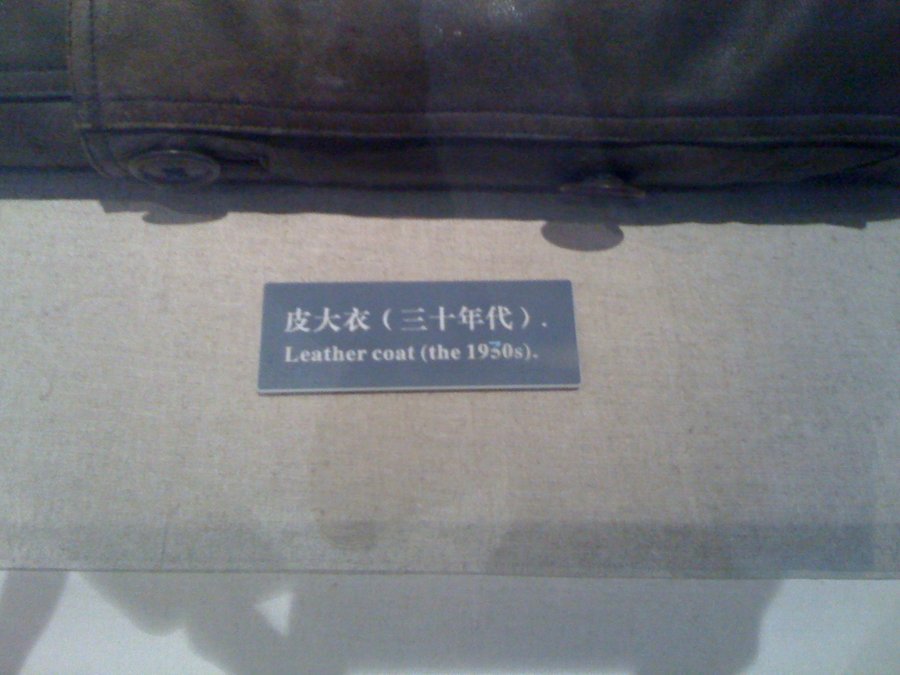 皮大衣（三十年代）.
Leather coat (the 1930s).